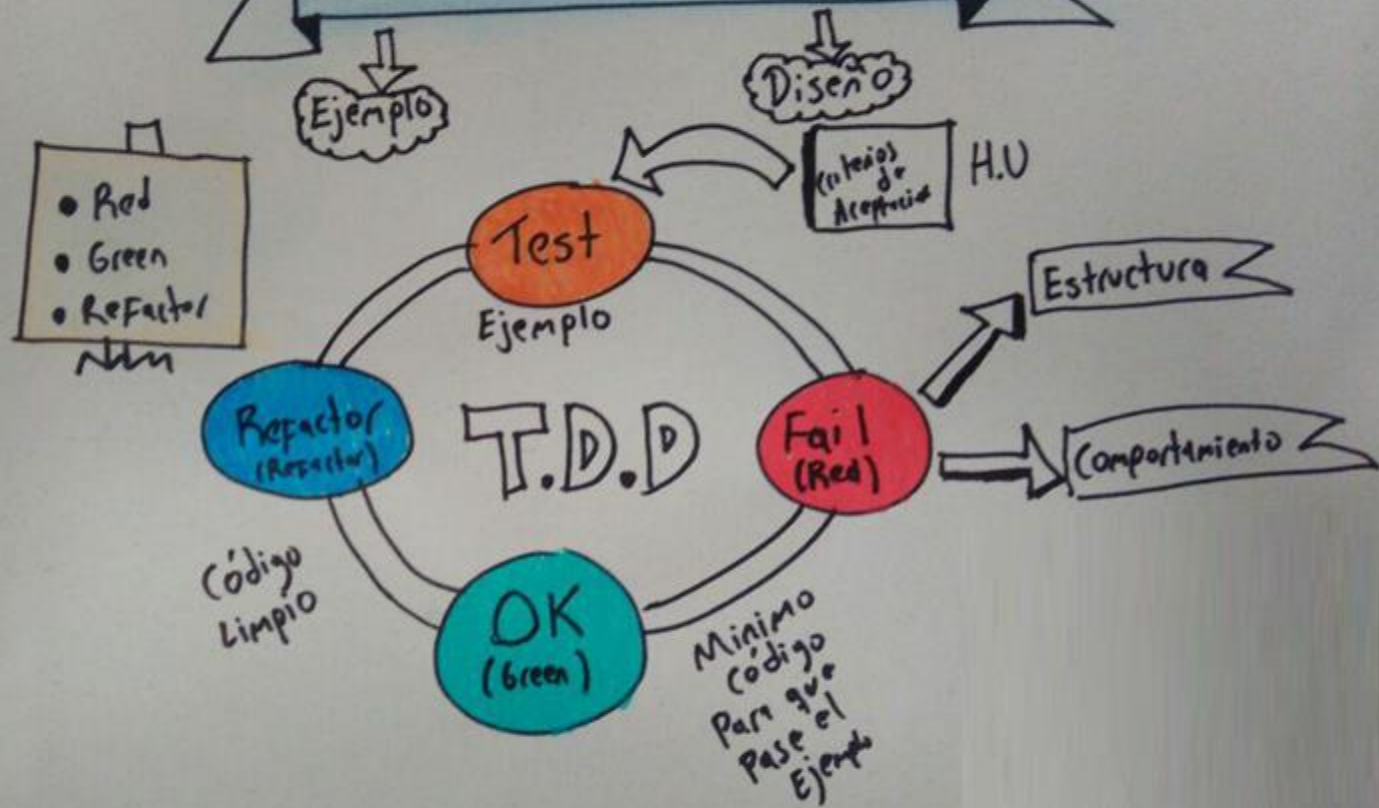 Ejemplo
Diseño
Criterios
de
Aceptación
H.U
• Red
• Green
• Refactor
Test
Ejemplo
Estructura
Refactor
(Refactor)
T.D.D
Fail
(Red)
Comportamiento
Código
Limpio
OK
(Green)
Minimo
Código
Para que
Pase el
Ejemplo